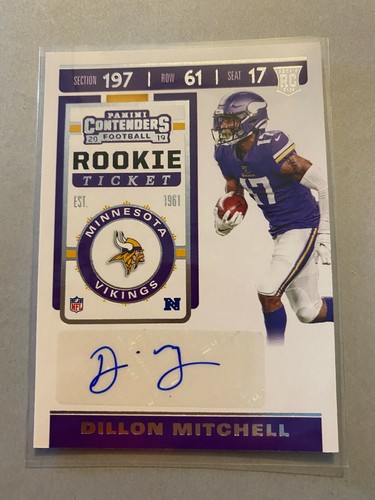 SECTION 197 | ROW 61 | SEAT 17
RC
PANINI
CONTENDERS
20 FOOTBALL 19
ROOKIE
TICKET
EST. 1961
MINNESOTA
VIKINGS
NFL
N
17
DILLON MITCHELL